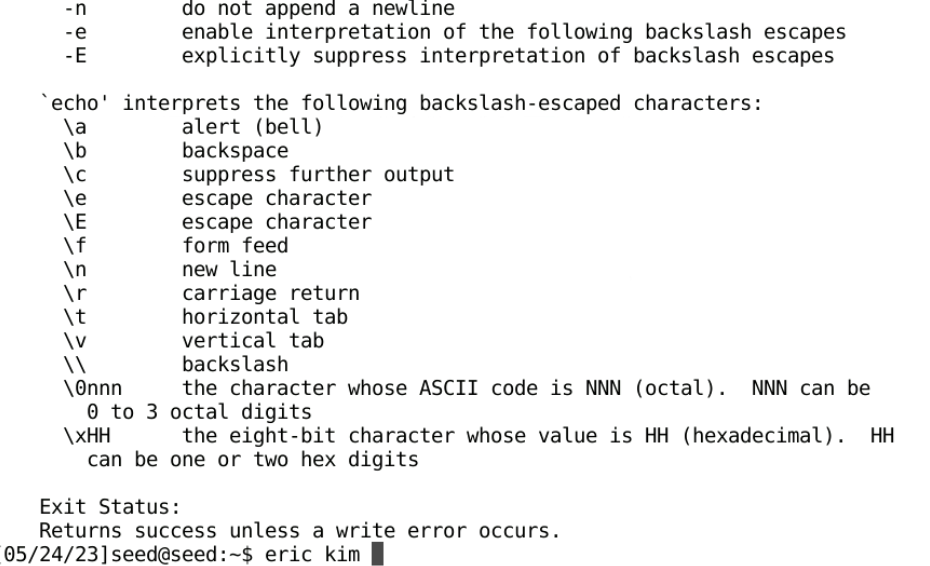 -n do not append a newline
-e enable interpretation of the following backslash escapes
-E explicitly suppress interpretation of backslash escapes
`echo' interprets the following backslash-escaped characters:
\a alert (bell)
\b backspace
\c suppress further output
\e escape character
\E escape character
\f form feed
\n new line
\r carriage return
\t horizontal tab
\v vertical tab
\\ backslash
\0nnn the character whose ASCII code is NNN (octal). NNN can be
0 to 3 octal digits
\xHH the eight-bit character whose value is HH (hexadecimal). HH
can be one or two hex digits
Exit Status:
Returns success unless a write error occurs.
[05/24/23]seed@seed:~$ eric kim